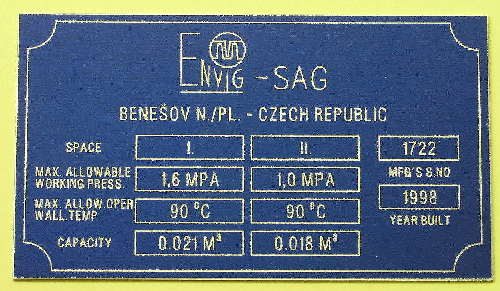 ENVIG - SAG
BENEŠOV N./PL. - CZECH REPUBLIC
SPACE I. II. 1722
MAX. ALLOWABLE WORKING PRESS. 1,6 MPA 1,0 MPA MFG'S S.NO
MAX. ALLOW.OPER WALL.TEMP. 90 °C 90 °C 1998
YEAR BUILT
CAPACITY 0.021 M³ 0.018 M³